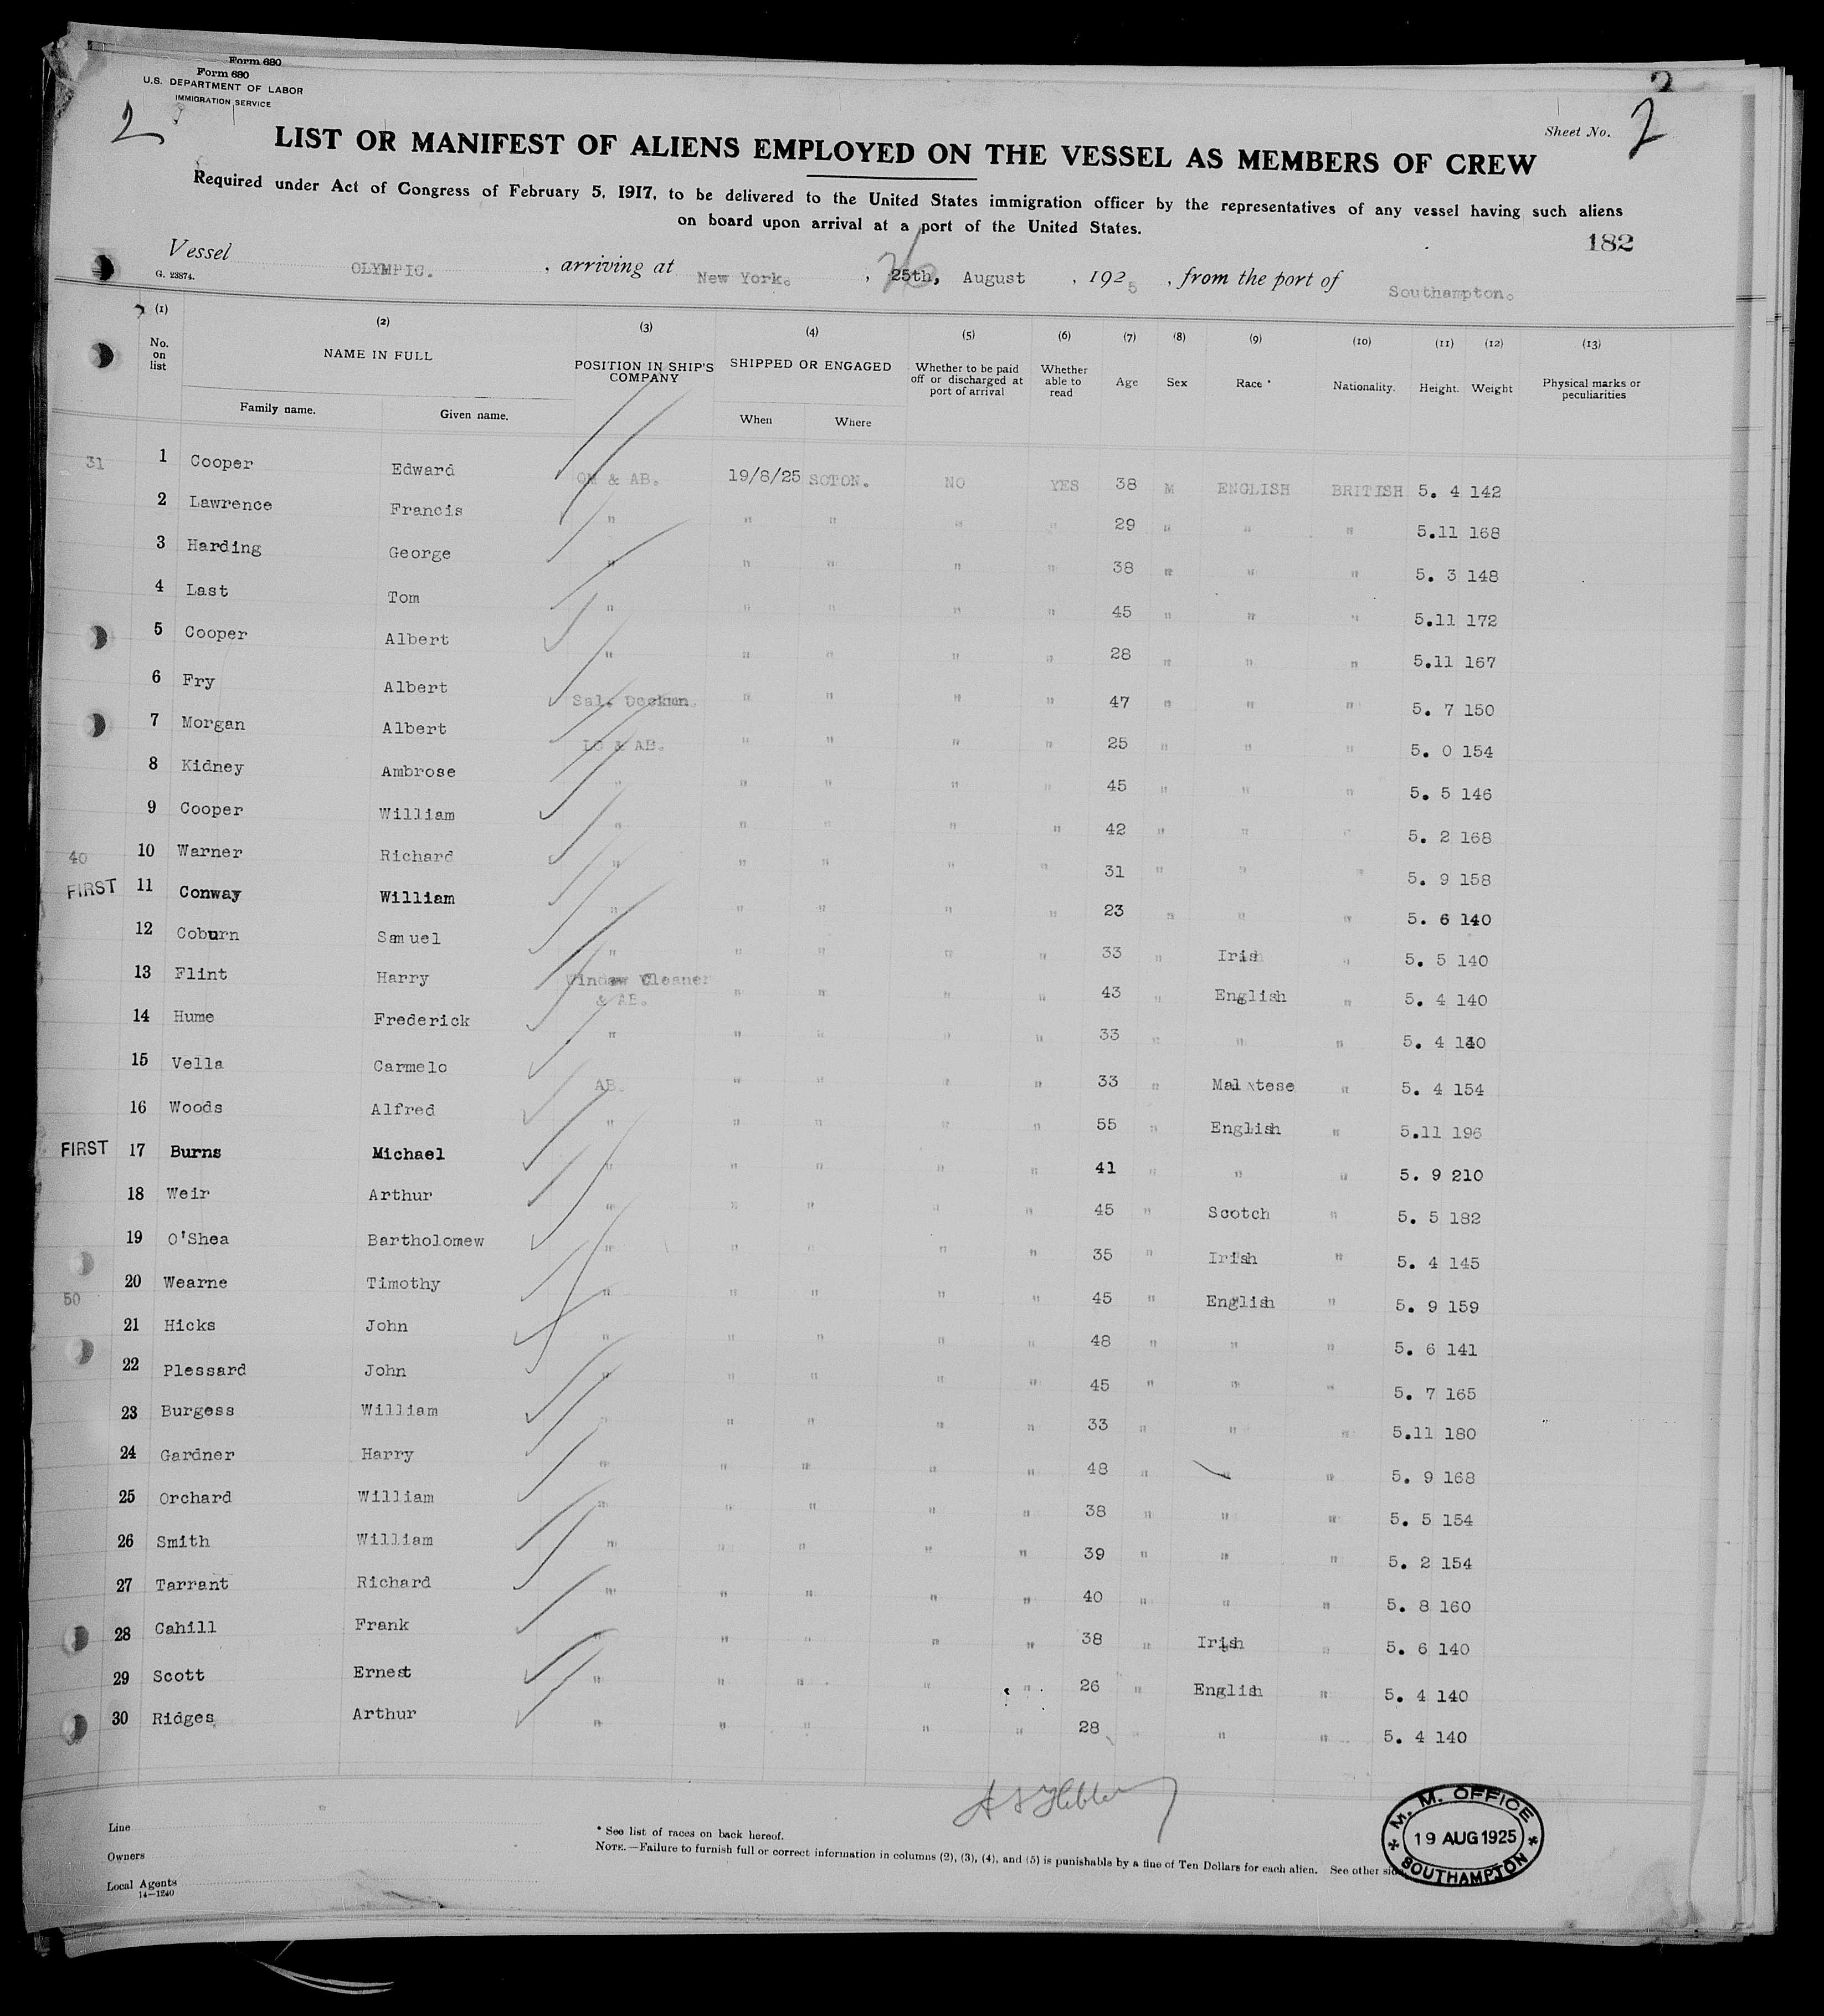 Form 680
Form 680
U.S. DEPARTMENT OF LABOR
IMMIGRATION SERVICE
2
2
Sheet No. 2
LIST OR MANIFEST OF ALIENS EMPLOYED ON THE VESSEL AS MEMBERS OF CREW
Required under Act of Congress of February 5, 1917, to be delivered to the United States immigration officer by the representatives of any vessel having such aliens
on board upon arrival at a port of the United States.
182
Vessel OLYMPIC. , arriving at New York. , 25th, August , 1925 , from the port of Southampton.
G. 23874.
26
(1) (2) (3) (4) (5) (6) (7) (8) (9) (10) (11) (12) (13)
No. on list NAME IN FULL POSITION IN SHIP'S COMPANY SHIPPED OR ENGAGED Whether to be paid off or discharged at port of arrival Whether able to read Age Sex Race * Nationality. Height. Weight Physical marks or peculiarities
Family name. Given name. When Where
31 1 Cooper Edward QM & AB. 19/8/25 SOTON. NO YES 38 M ENGLISH BRITISH 5. 4 142
2 Lawrence Francis " " " " " 29 " " " 5.11 168
3 Harding George " " " " " 38 " " " 5. 3 148
4 Last Tom " " " " " 45 " " " 5.11 172
5 Cooper Albert " " " " " 28 " " " 5.11 167
6 Fry Albert Sal. Deckmn. " " " " 47 " " " 5. 7 150
7 Morgan Albert LO & AB. " " " " 25 " " " 5. 0 154
8 Kidney Ambrose " " " " " 45 " " " 5. 5 146
9 Cooper William " " " " " 42 " " " 5. 2 168
40 10 Warner Richard " " " " " 31 " " " 5. 9 158
FIRST 11 Conway William " " " " " 23 " " " 5. 6 140
12 Coburn Samuel " " " " " 33 " Irish " 5. 5 140
13 Flint Harry Window Cleaner & AB. " " " " 43 " English " 5. 4 140
14 Hume Frederick " " " " " 33 " " " 5. 4 140
15 Vella Carmelo AB. " " " " 33 " Maltese " 5. 4 154
16 Woods Alfred " " " " " 55 " English " 5.11 196
FIRST 17 Burns Michael " " " " " 41 " " " 5. 9 210
18 Weir Arthur " " " " " 45 " Scotch " 5. 5 182
19 O'Shea Bartholomew " " " " " 35 " Irish " 5. 4 145
50 20 Wearne Timothy " " " " " 45 " English " 5. 9 159
21 Hicks John " " " " " 48 " " " 5. 6 141
22 Plessard John " " " " " 45 " " " 5. 7 165
23 Burgess William " " " " " 33 " " " 5.11 180
24 Gardner Harry " " " " " 48 " " " 5. 9 168
25 Orchard William " " " " " 38 " " " 5. 5 154
26 Smith William " " " " " 39 " " " 5. 2 154
27 Tarrant Richard " " " " " 40 " " " 5. 8 160
28 Cahill Frank " " " " " 38 " Irish " 5. 6 140
29 Scott Ernest " " " " " 26 " English " 5. 4 140
30 Ridges Arthur " " " " " 28 " " " 5. 4 140
Line
Owners
Local Agents
14—1240
* See list of races on back hereof.
NOTE.—Failure to furnish full or correct information in columns (2), (3), (4), and (5) is punishable by a fine of Ten Dollars for each alien. See other side.
M. M. OFFICE
19 AUG 1925
SOUTHAMPTON